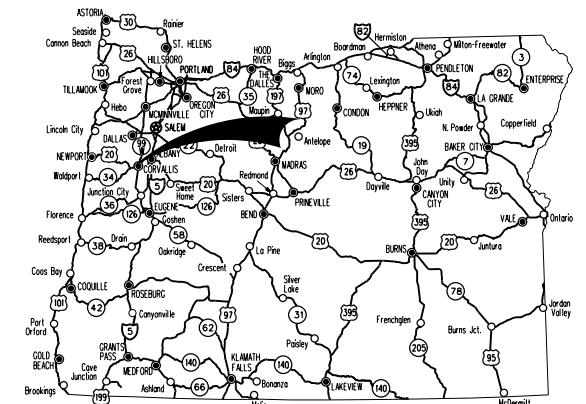 ASTORIA
30
Rainier
Seaside
Cannon Beach
26
ST. HELENS
HILLSBORO
PORTLAND
84
HOOD
RIVER
THE
DALLES
Biggs
Arlington
Boardman
82
Hermiston
Athena
Milton-Freewater
3
PENDLETON
82
ENTERPRISE
84
LA GRANDE
101
TILLAMOOK
Forest
Grove
26
OREGON
CITY
26
35
197
MORO
97
74
Lexington
HEPPNER
CONDON
Ukiah
Hebo
MCMINNVILLE
Maupin
Lincoln City
DALLAS
SALEM
99
N. Powder
Copperfield
Antelope
19
395
BAKER CITY
NEWPORT
20
ALBANY
22
Detroit
MADRAS
7
Waldport
34
CORVALLIS
Redmond
26
John
Day
Unity
26
Junction City
5
Sweet
Home
20
Sisters
126
PRINEVILLE
Dayville
CANYON
CITY
36
126
EUGENE
Goshen
Florence
BEND
395
VALE
Ontario
Reedsport
38
Drain
58
Oakridge
La Pine
20
BURNS
20
Juntura
Coos Bay
COQUILLE
Crescent
Silver
Lake
78
101
42
ROSEBURG
97
31
395
Jordan
Valley
Port
Orford
Canyonville
62
Frenchglen
Burns Jct.
5
Paisley
205
GOLD
BEACH
GRANTS
PASS
KLAMATH
FALLS
140
140
95
MEDFORD
Cave
Junction
Ashland
66
Bonanza
LAKEVIEW
140
Brookings
199
McDermitt